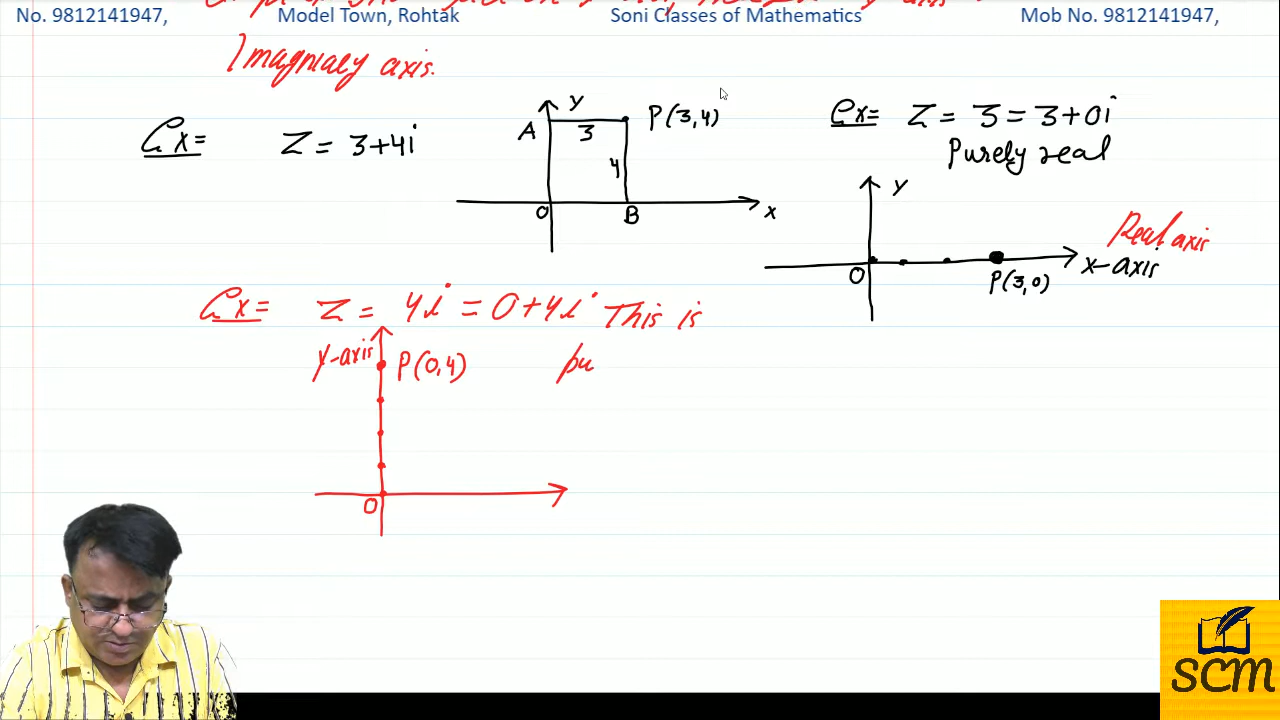 No. 9812141947, Model Town, Rohtak Soni Classes of Mathematics Mob No. 9812141947,
Imagnialy axis.
Ex= Z = 3+4i
y
A 3 P(3,4)
4
O B x
Ex= Z = 3 = 3+0i
Purely real
y
Real axis
O x-axis
P(3,0)
Ex= Z = 4i = 0+4i This is
pu
y-axis P(0,4)
O
SCM